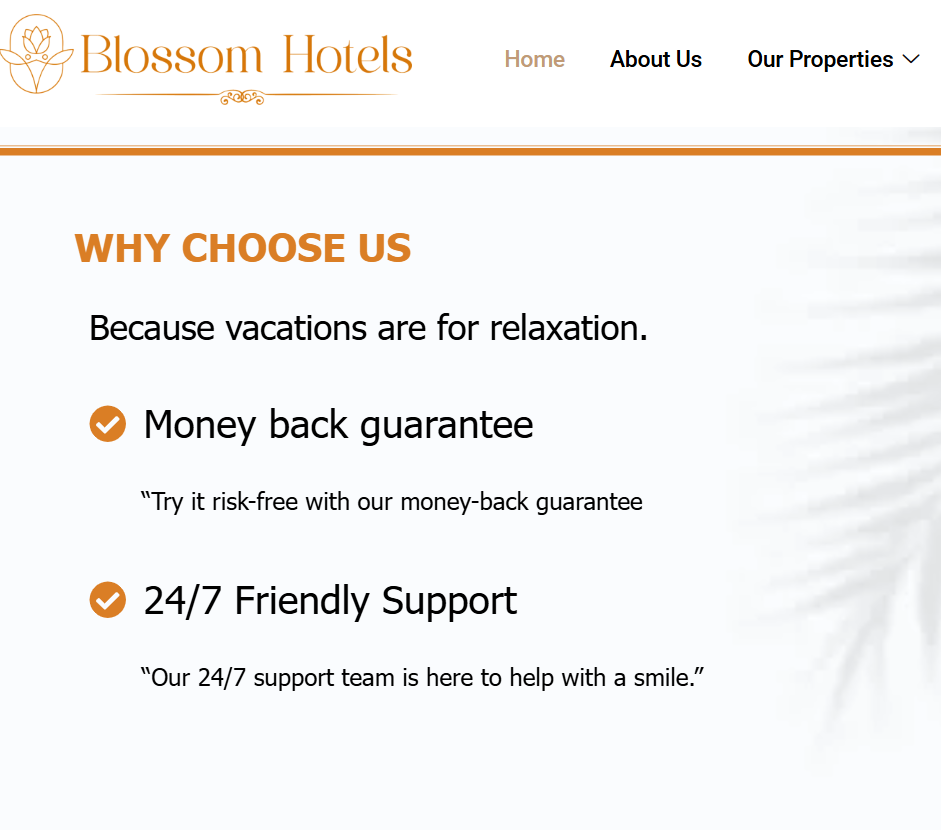 Blossom Hotels
Home About Us Our Properties
WHY CHOOSE US
Because vacations are for relaxation.
Money back guarantee
“Try it risk-free with our money-back guarantee
24/7 Friendly Support
“Our 24/7 support team is here to help with a smile.”